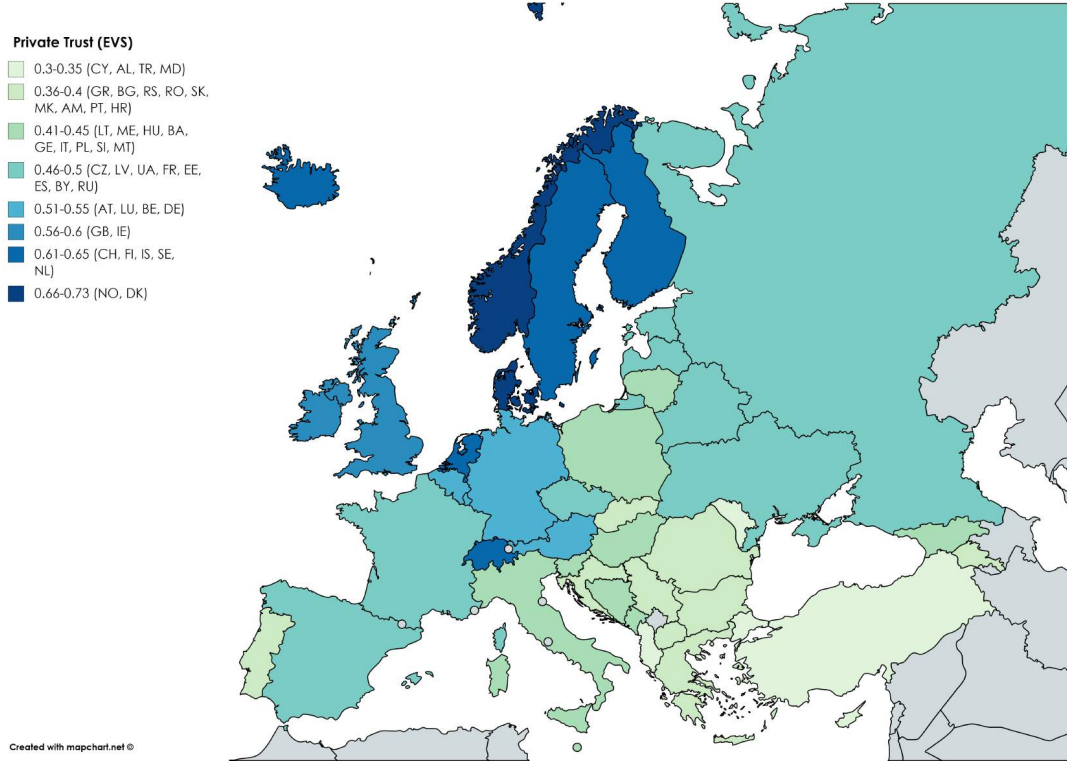 Private Trust (EVS)
0.3-0.35 (CY, AL, TR, MD)
0.36-0.4 (GR, BG, RS, RO, SK,
MK, AM, PT, HR)
0.41-0.45 (LT, ME, HU, BA,
GE, IT, PL, SI, MT)
0.46-0.5 (CZ, LV, UA, FR, EE,
ES, BY, RU)
0.51-0.55 (AT, LU, BE, DE)
0.56-0.6 (GB, IE)
0.61-0.65 (CH, FI, IS, SE,
NL)
0.66-0.73 (NO, DK)
Created with mapchart.net ©